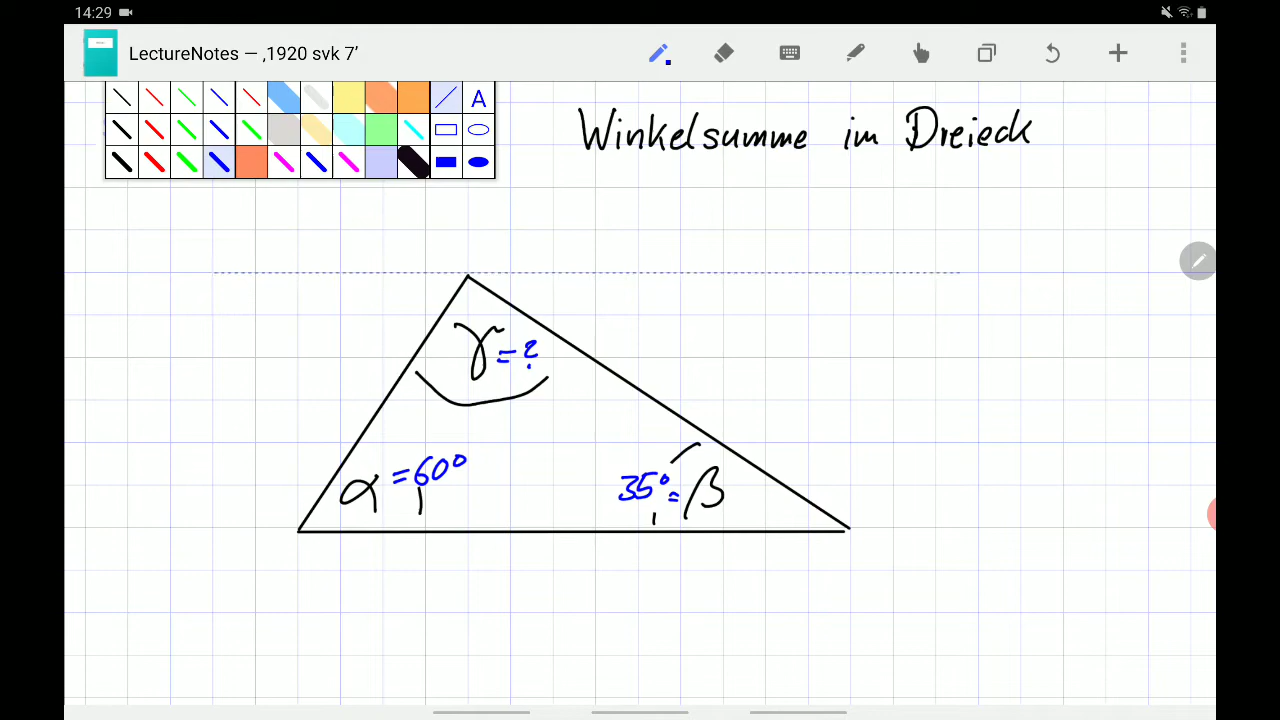 14:29
LectureNotes — ‚1920 svk 7’
A
Winkelsumme im Dreieck
γ = ?
α = 60°
35° = β